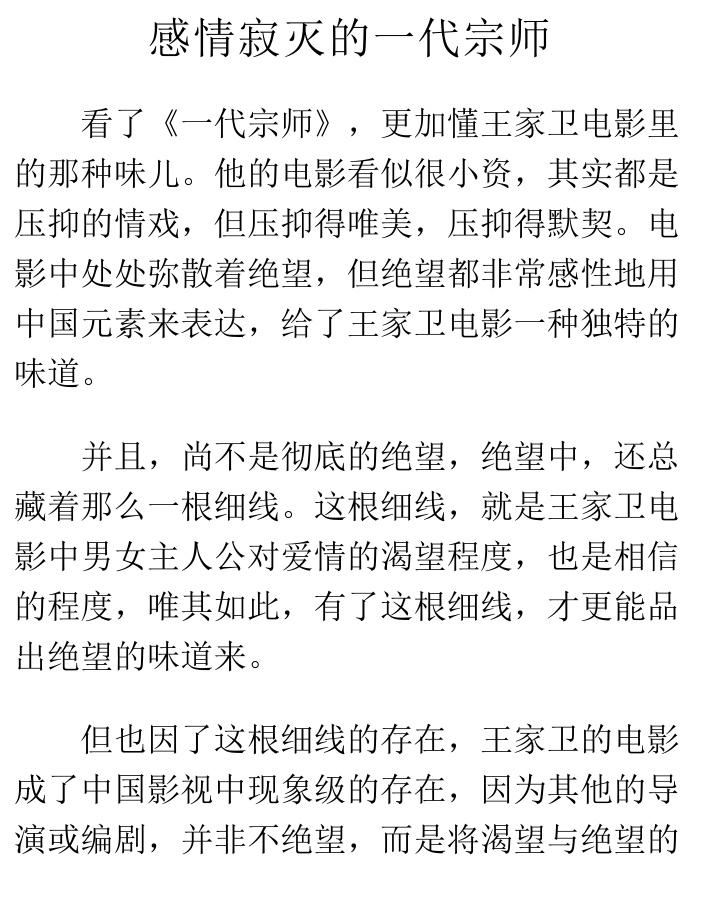 感情寂灭的一代宗师
看了《一代宗师》，更加懂王家卫电影里
的那种味儿。他的电影看似很小资，其实都是
压抑的情戏，但压抑得唯美，压抑得默契。电
影中处处弥散着绝望，但绝望都非常感性地用
中国元素来表达，给了王家卫电影一种独特的
味道。
并且，尚不是彻底的绝望，绝望中，还总
藏着那么一根细线。这根细线，就是王家卫电
影中男女主人公对爱情的渴望程度，也是相信
的程度，唯其如此，有了这根细线，才更能品
出绝望的味道来。
但也因了这根细线的存在，王家卫的电影
成了中国影视中现象级的存在，因为其他的导
演或编剧，并非不绝望，而是将渴望与绝望的